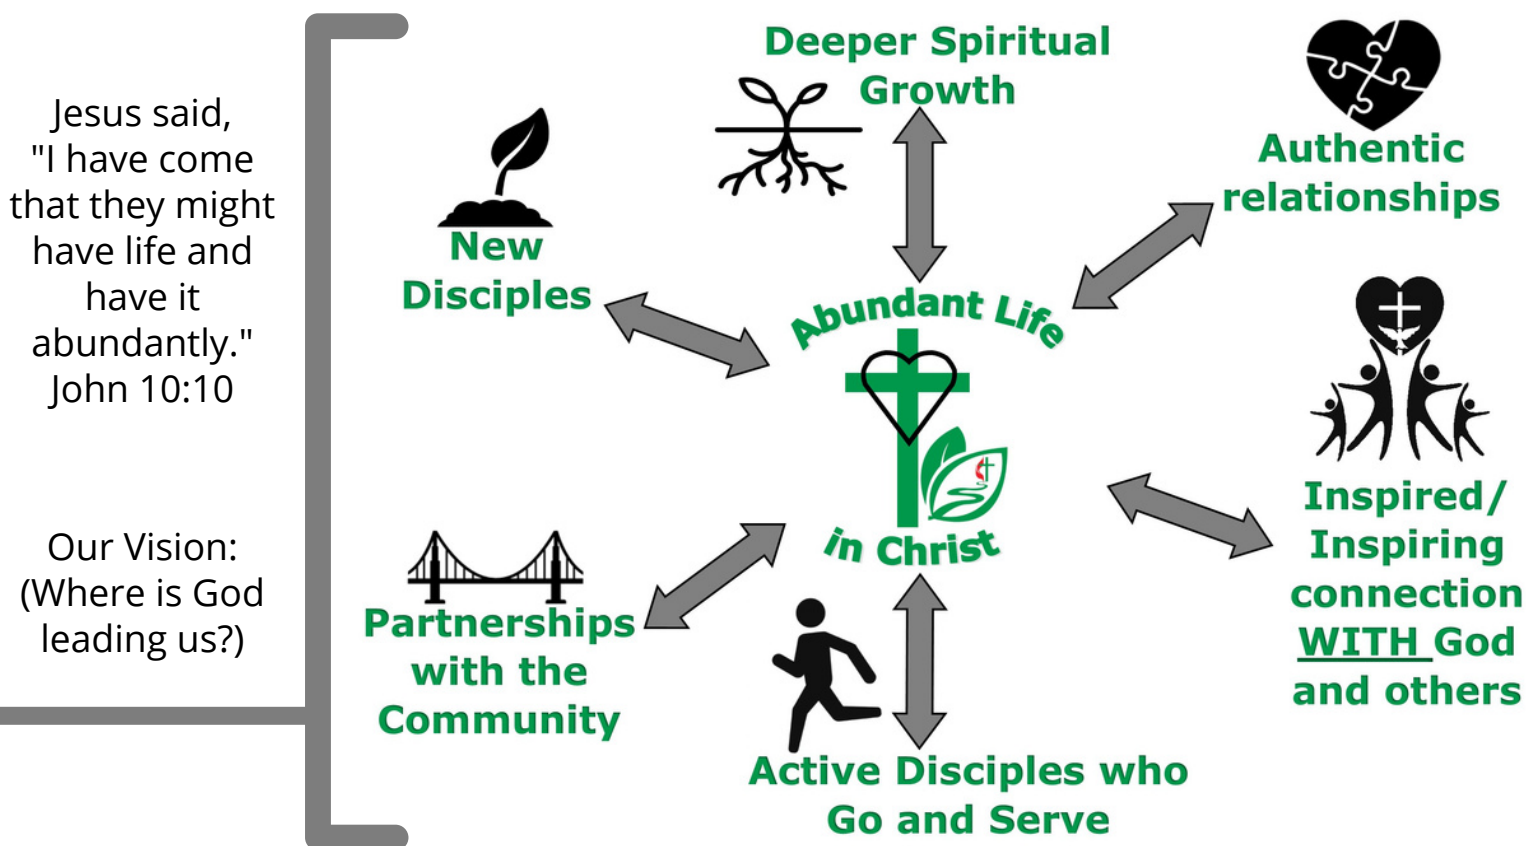 Jesus said,
"I have come
that they might
have life and
have it
abundantly."
John 10:10
Our Vision:
(Where is God
leading us?)
Deeper Spiritual
Growth
Authentic
relationships
New
Disciples
Abundant Life
in Christ
Inspired/
Inspiring
connection
WITH God
and others
Partnerships
with the
Community
Active Disciples who
Go and Serve